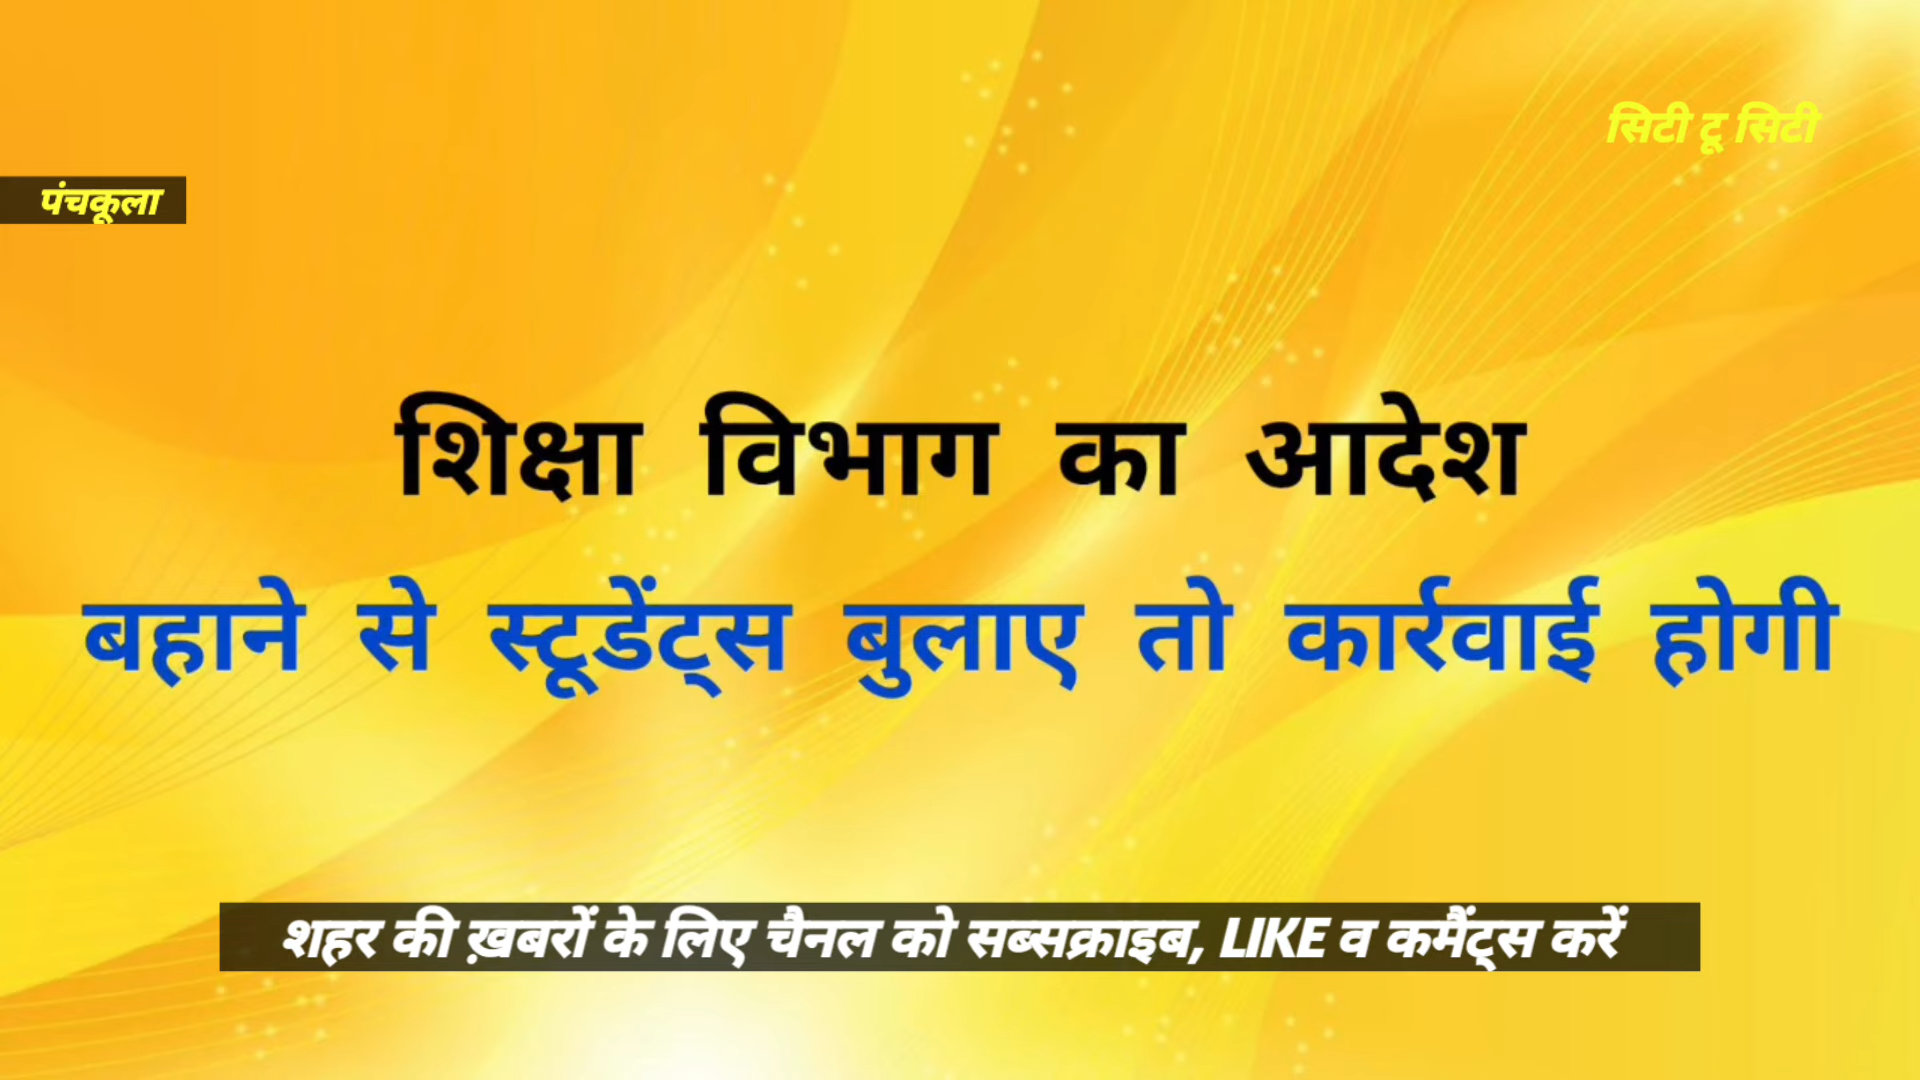 सिटी टू सिटी
पंचकूला
शिक्षा विभाग का आदेश
बहाने से स्टूडेंट्स बुलाए तो कार्रवाई होगी
शहर की ख़बरों के लिए चैनल को सब्सक्राइब, LIKE व कमैंट्स करें